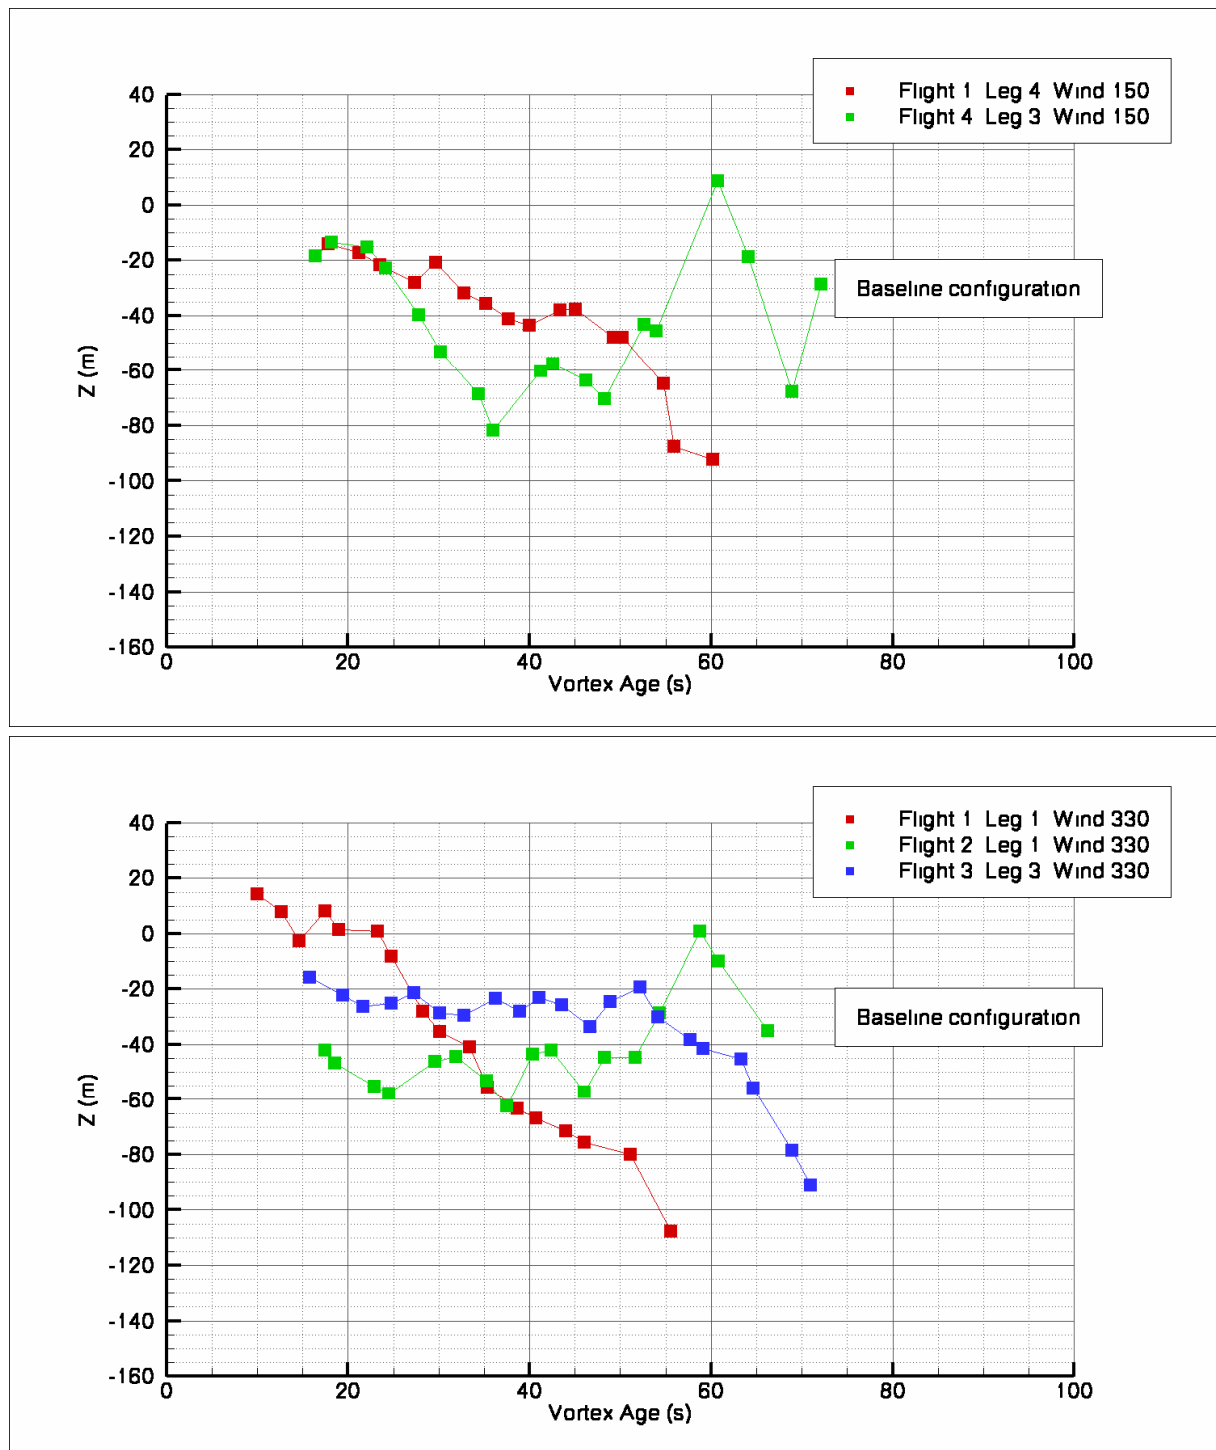 Flight 1 Leg 4 Wind 150
Flight 4 Leg 3 Wind 150
40
20
0
-20
-40
-60
-80
-100
-120
-140
-160
Z (m)
Baseline configuration
0 20 40 60 80 100
Vortex Age (s)
Flight 1 Leg 1 Wind 330
Flight 2 Leg 1 Wind 330
Flight 3 Leg 3 Wind 330
40
20
0
-20
-40
-60
-80
-100
-120
-140
-160
Z (m)
Baseline configuration
0 20 40 60 80 100
Vortex Age (s)